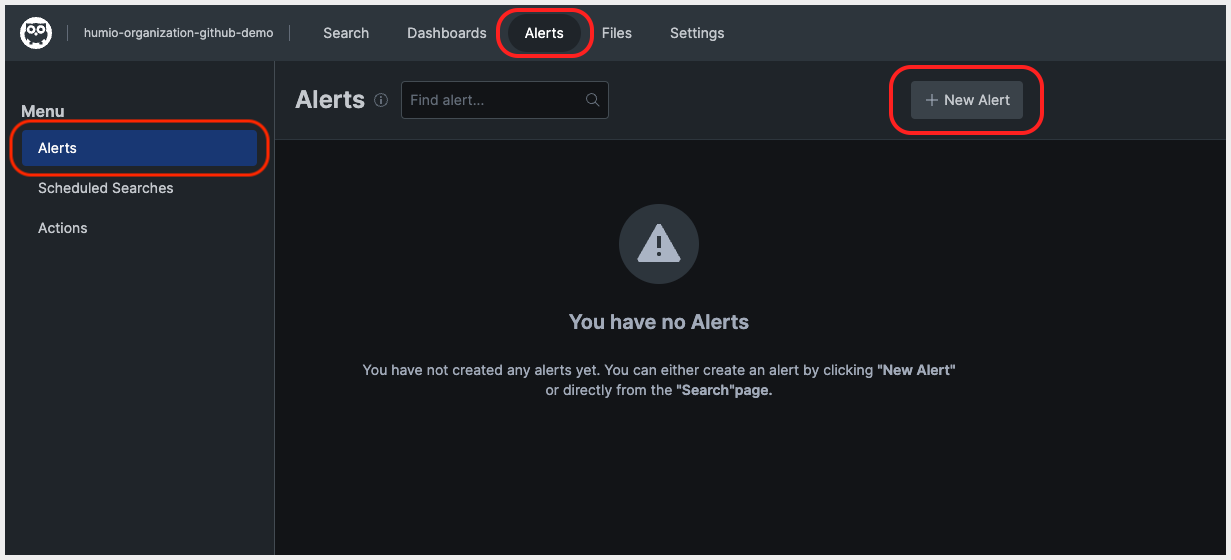 humio-organization-github-demo
Search
Dashboards
Alerts
Files
Settings
Menu
Alerts
Scheduled Searches
Actions
Alerts
Find alert...
+ New Alert
You have no Alerts
You have not created any alerts yet. You can either create an alert by clicking "New Alert"
or directly from the "Search"page.